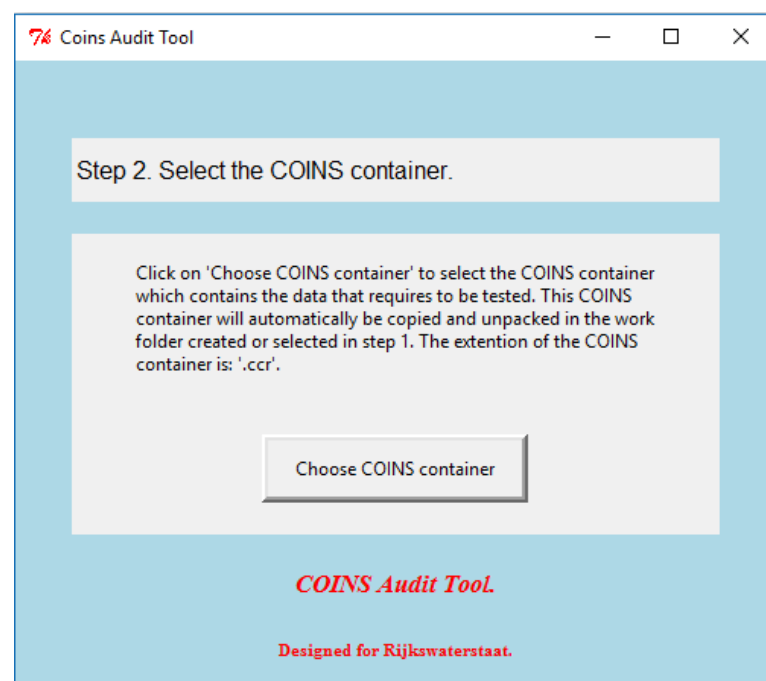 Coins Audit Tool
Step 2. Select the COINS container.
Click on 'Choose COINS container' to select the COINS container
which contains the data that requires to be tested. This COINS
container will automatically be copied and unpacked in the work
folder created or selected in step 1. The extention of the COINS
container is: '.ccr'.
Choose COINS container
COINS Audit Tool.
Designed for Rijkswaterstaat.